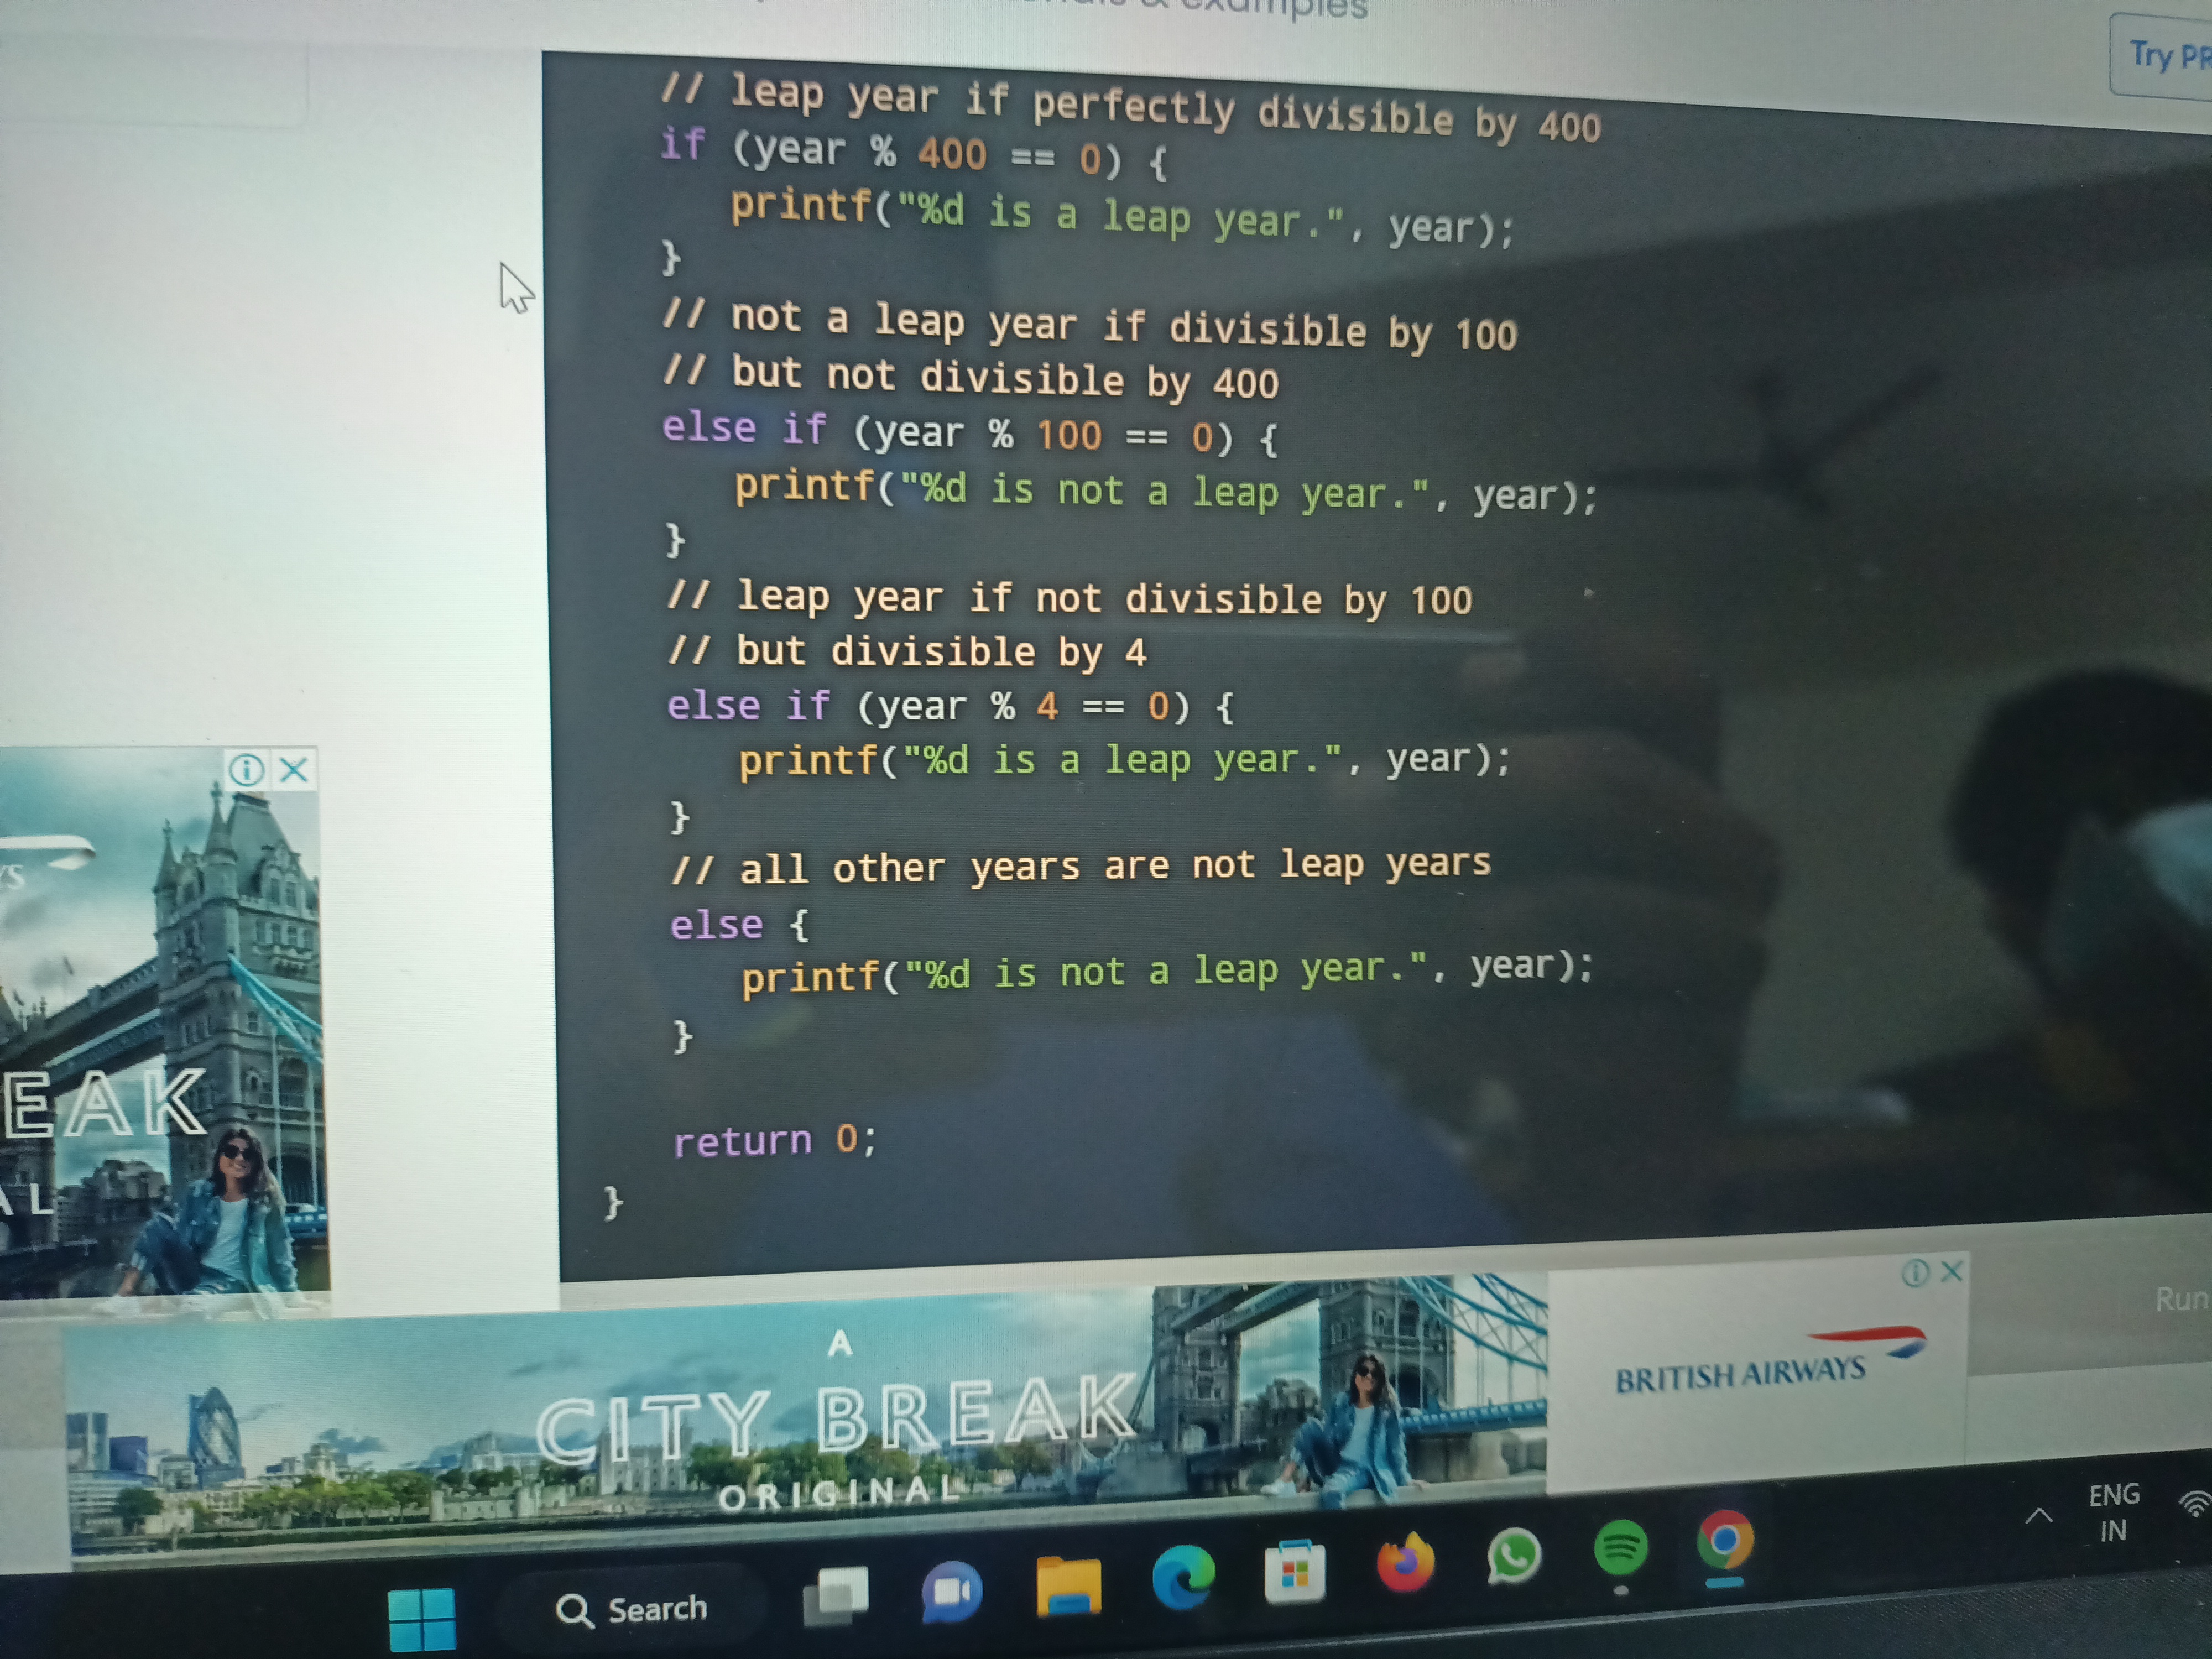 examples
Try PR
// leap year if perfectly divisible by 400
if (year % 400 == 0) {
printf("%d is a leap year.", year);
}
// not a leap year if divisible by 100
// but not divisible by 400
else if (year % 100 == 0) {
printf("%d is not a leap year.", year);
}
// leap year if not divisible by 100
// but divisible by 4
else if (year % 4 == 0) {
printf("%d is a leap year.", year);
}
// all other years are not leap years
else {
printf("%d is not a leap year.", year);
}
return 0;
}
YS
EAK
AL
Run
A
CITY BREAK
ORIGINAL
BRITISH AIRWAYS
Search
ENG
IN